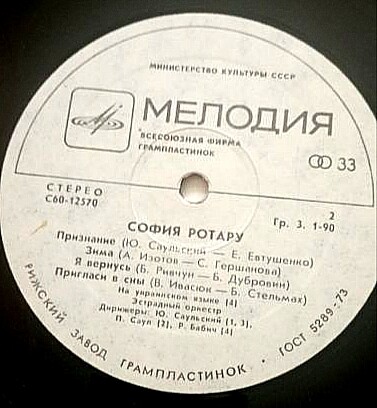 МИНИСТЕРСТВО КУЛЬТУРЫ СССР
МЕЛОДИЯ
ВСЕСОЮЗНАЯ ФИРМА
ГРАМПЛАСТИНОК
33
СТЕРЕО
С60-12570
2
Гр. 3. 1-90
СОФИЯ РОТАРУ
Признание (Ю. Саульский — Е. Евтушенко)
Зима (А. Изотов — С. Гершанова)
Я вернусь (Б. Ривчун — Б. Дубровин)
Пригласи в сны (В. Ивасюк — Б. Стельмах)
На украинском языке (4)
Эстрадный оркестр
Дирижеры: Ю. Саульский (1, 3),
П. Саул (2), Р. Бабич (4)
РИЖСКИЙ ЗАВОД ГРАМПЛАСТИНОК • ГОСТ 5289-73